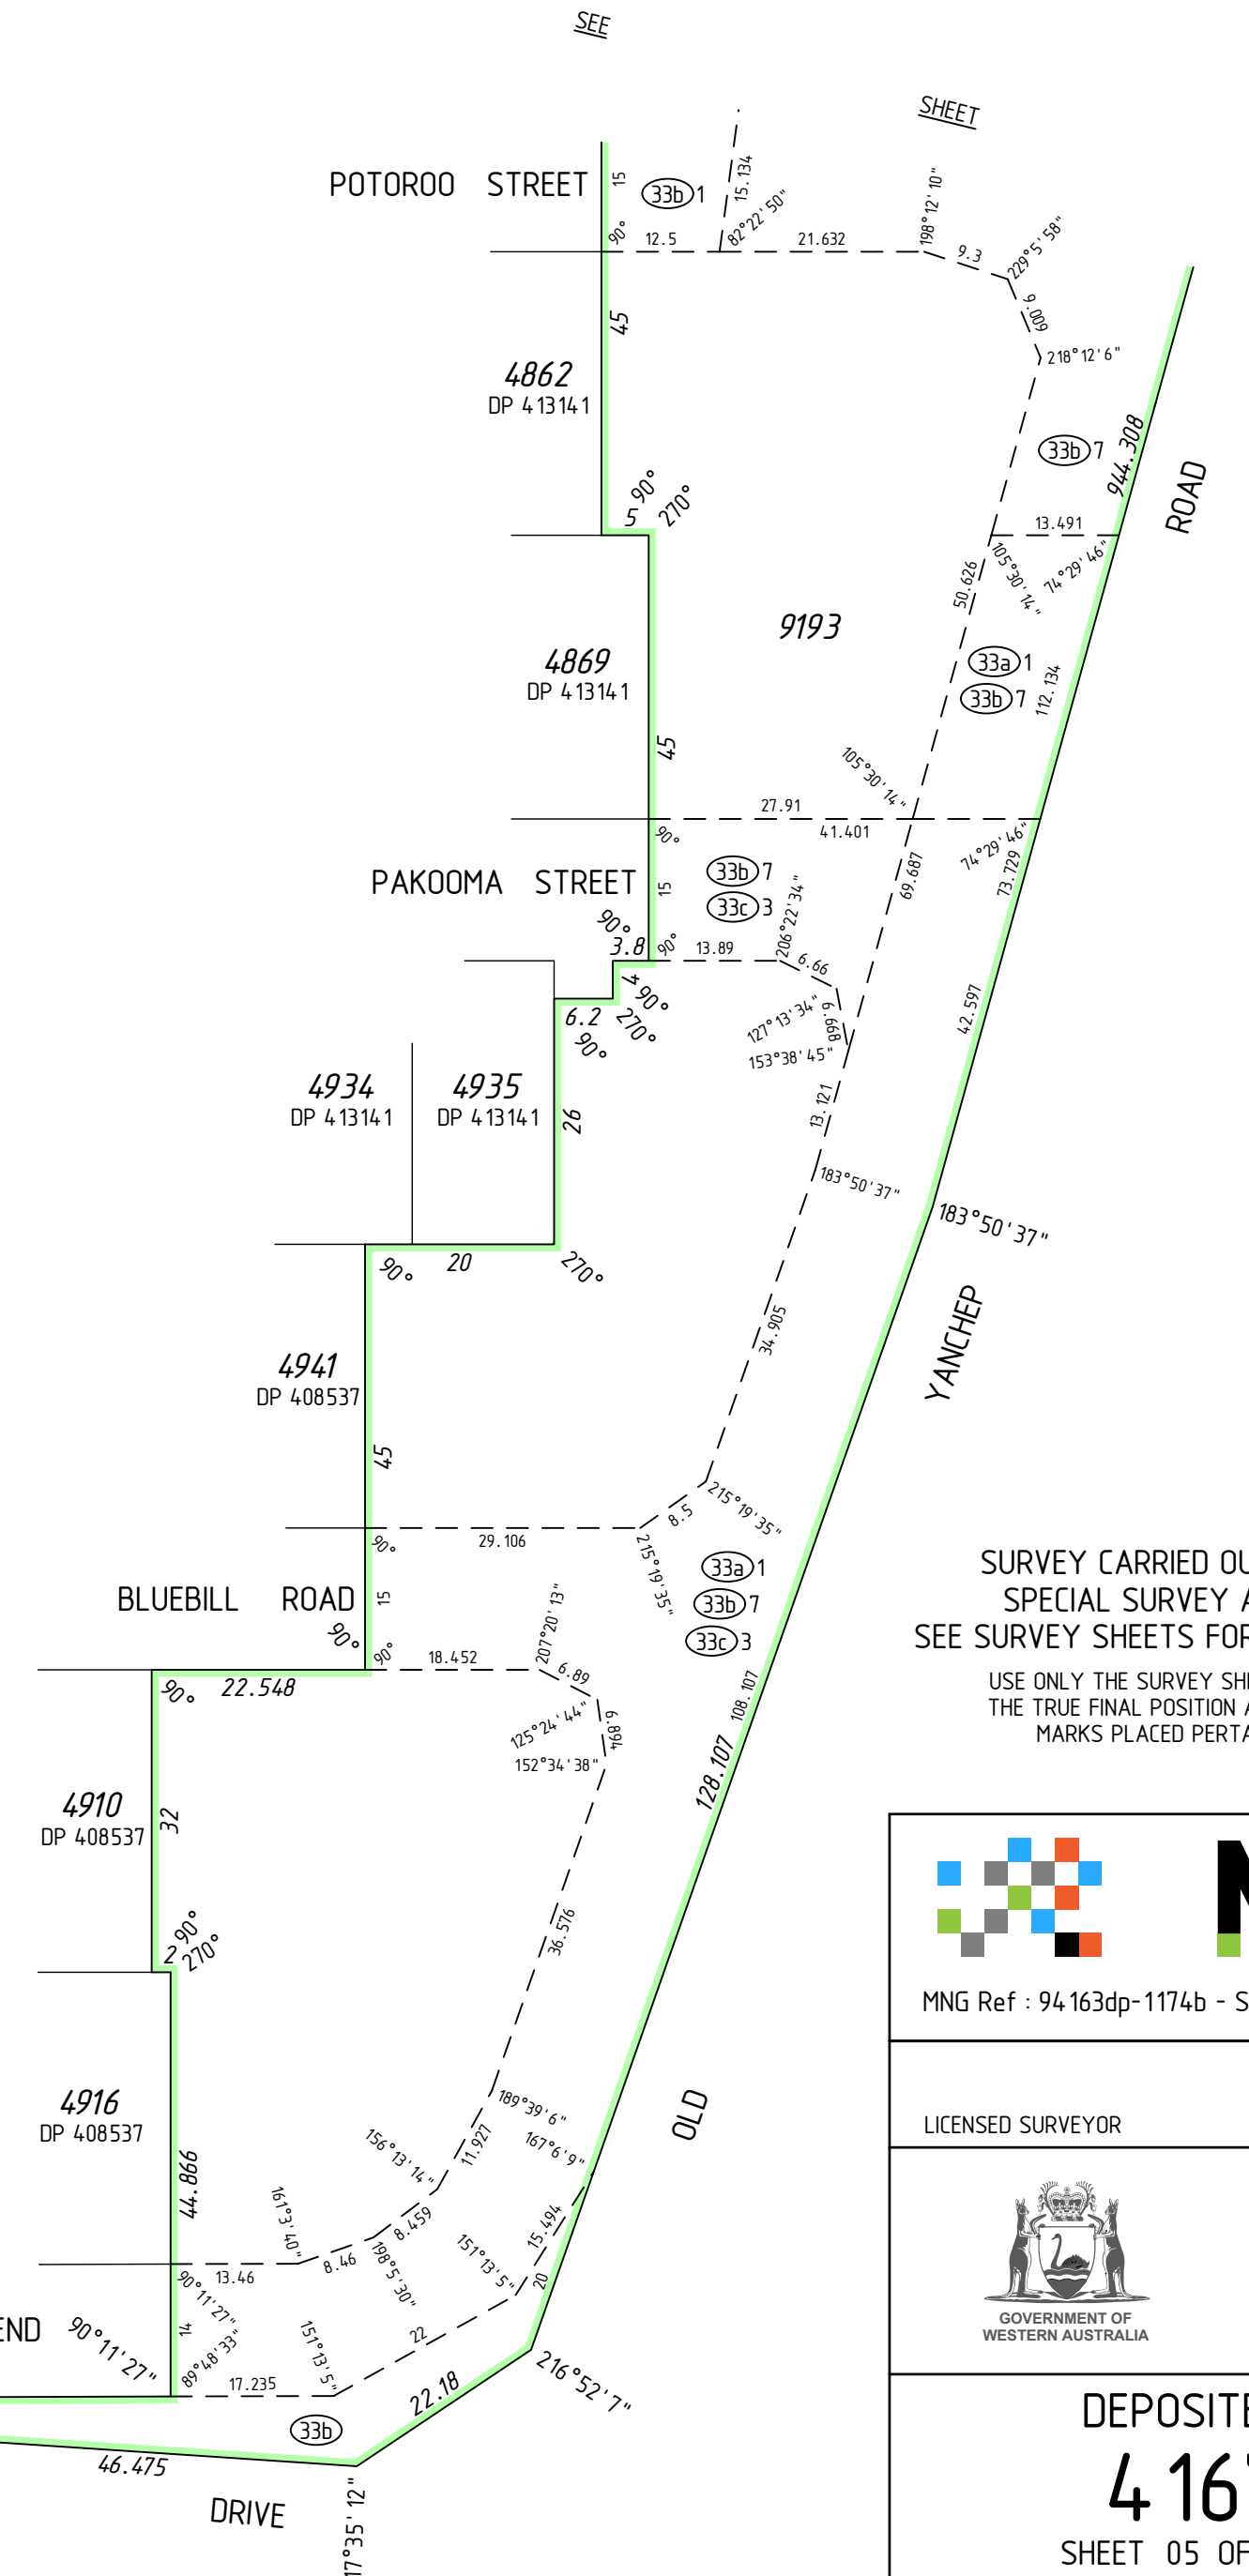 SEE
SHEET
POTOROO STREET
15
33b 1
15.134
82°22'50"
198°12'10"
229°5'58"
90°
12.5
21.632
9.3
9.009
218°12'6"
45
4862
DP 413141
33b 7
944.308
ROAD
90°
5
270°
13.491
105°30'14"
74°29'46"
50.626
9193
4869
DP 413141
33a 1
33b 7
112.134
45
105°30'14"
27.91
41.401
90°
74°29'46"
73.729
69.687
PAKOOMA STREET
15
33b 7
33c 3
206°22'34"
90°
3.8
90°
13.89
6.66
4
90°
6.2
270°
90°
127°13'34"
6.668
153°38'45"
42.597
4934
DP 413141
4935
DP 413141
26
13.121
183°50'37"
183°50'37"
90°
20
270°
34.905
YANCHEP
4941
DP 408537
45
215°19'35"
8.5
90°
29.106
215°19'35"
33a 1
33b 7
33c 3
SURVEY CARRIED OU
SPECIAL SURVEY A
SEE SURVEY SHEETS FOR
USE ONLY THE SURVEY SHE
THE TRUE FINAL POSITION A
MARKS PLACED PERTA
BLUEBILL ROAD
15
90°
90°
18.452
207°20'13"
6.89
90°
22.548
125°24'44"
6.894
152°34'38"
108.107
128.107
4910
DP 408537
32
90°
2
270°
36.576
MNG Ref : 94163dp-1174b - S
4916
DP 408537
44.866
189°39'6"
167°6'9"
OLD
LICENSED SURVEYOR
156°13'14"
11.927
161°3'40"
8.459
8.46
198°5'30"
151°13'5"
15.494
20
13.46
90°11'27"
14
89°48'33"
END
90°11'27"
151°13'5"
22
17.235
22.18
216°52'7"
33b
46.475
DRIVE
17°35'12"
GOVERNMENT OF
WESTERN AUSTRALIA
DEPOSITE
416
SHEET 05 OF